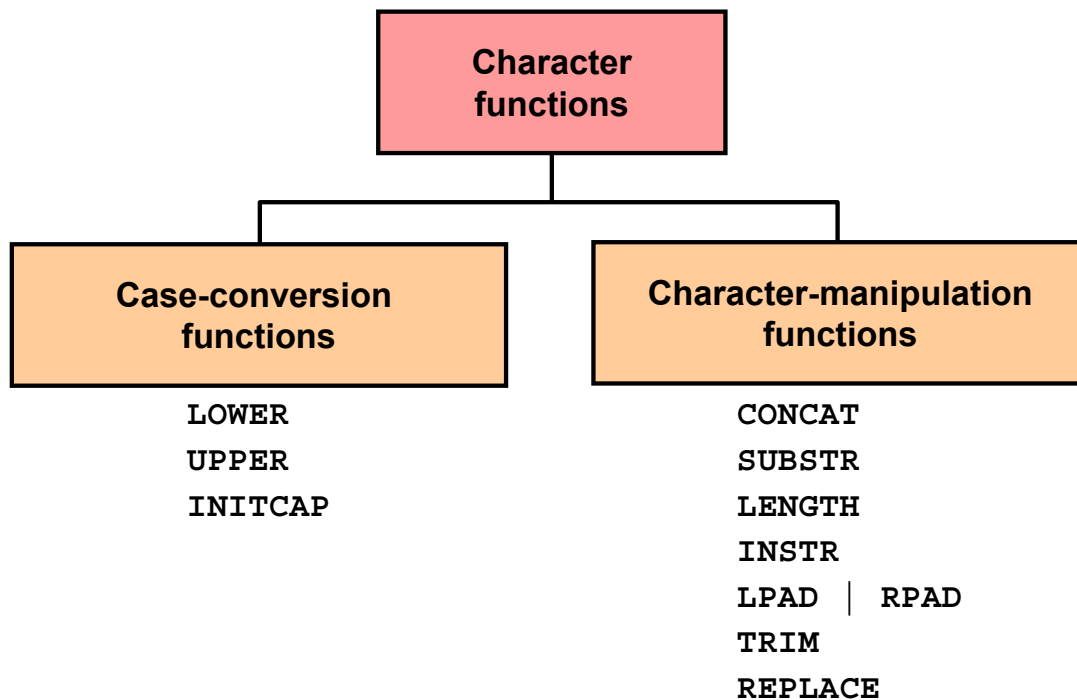 Character
functions
Case-conversion
functions
Character-manipulation
functions
LOWER
UPPER
INITCAP
CONCAT
SUBSTR
LENGTH
INSTR
LPAD | RPAD
TRIM
REPLACE